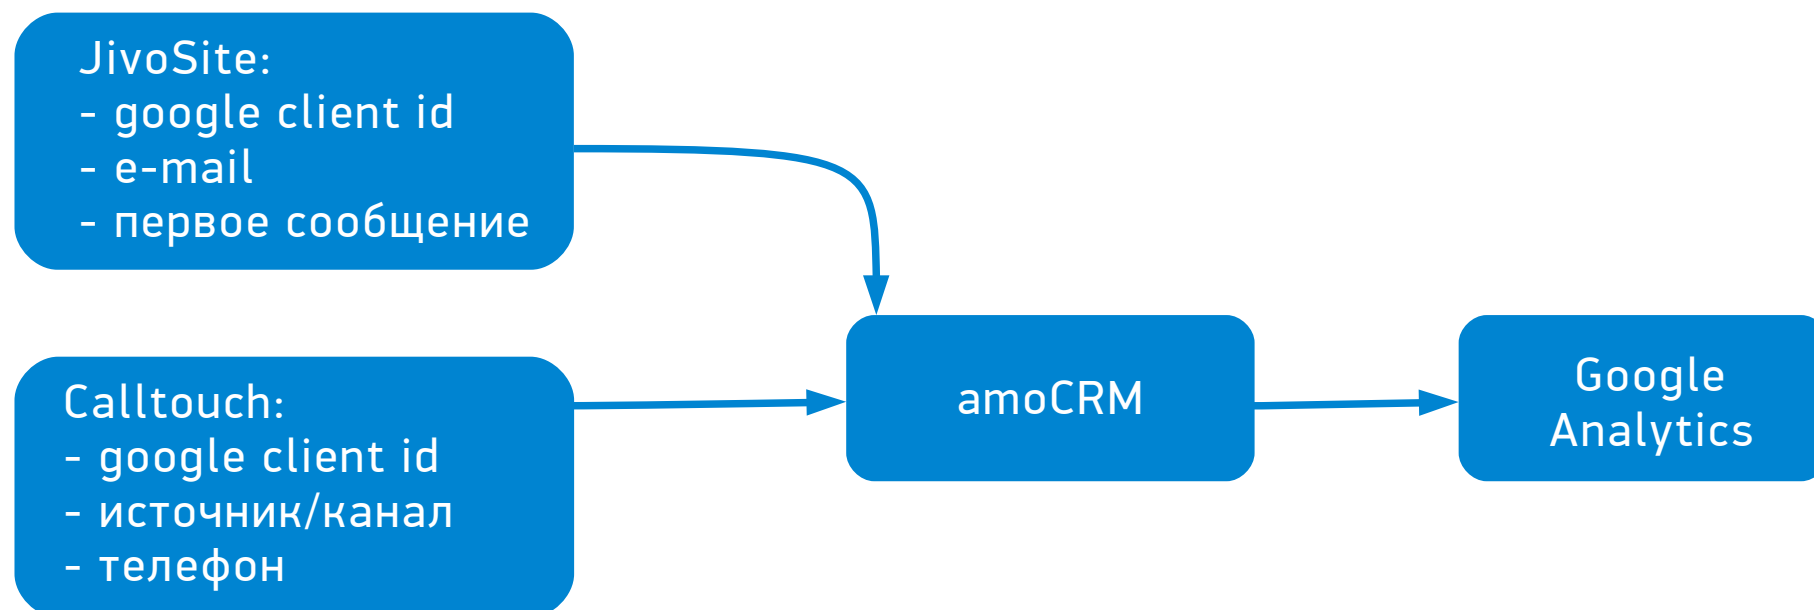 JivoSite:
- google client id
- e-mail
- первое сообщение
Calltouch:
- google client id
- источник/канал
- телефон
amoCRM
Google
Analytics